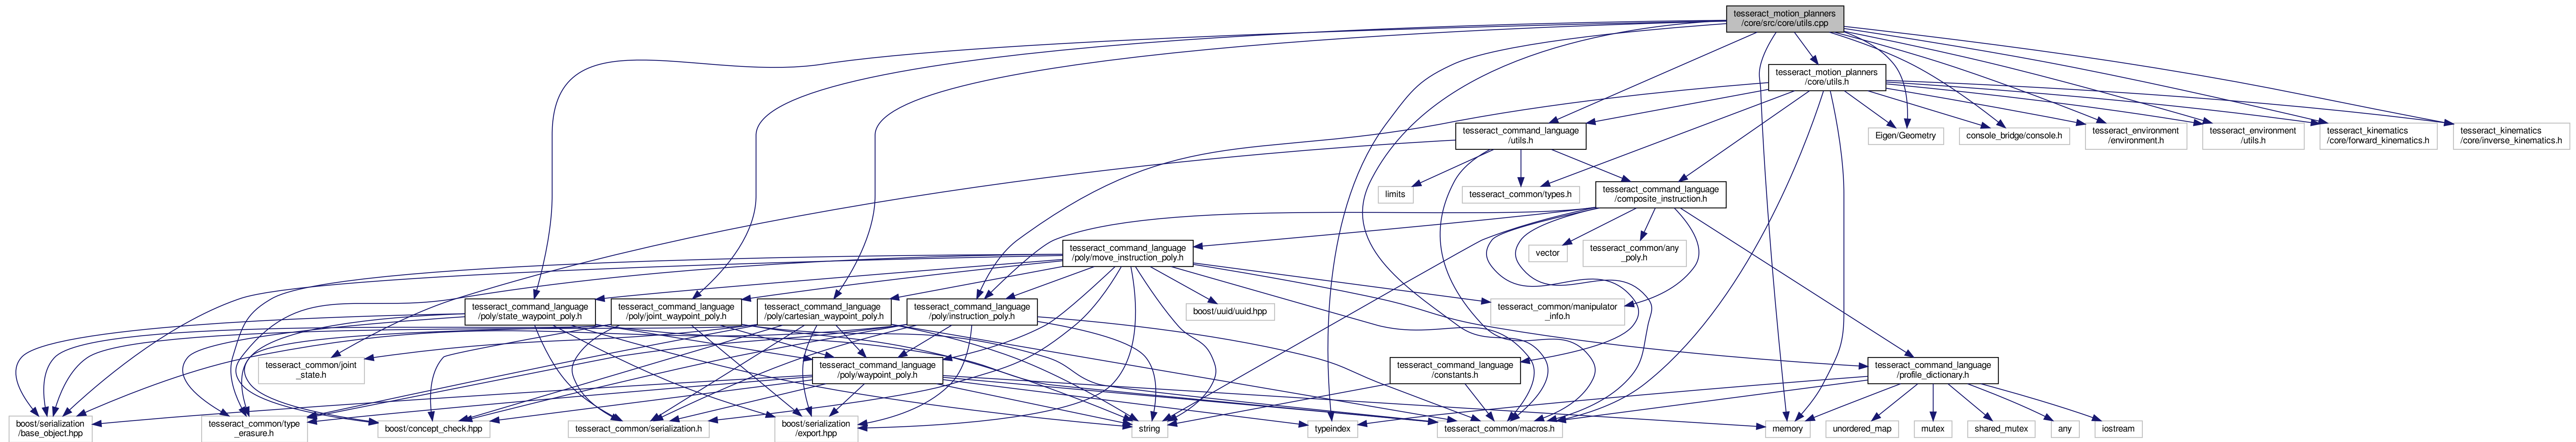 tesseract_motion_planners
/core/src/core/utils.cpp
tesseract_motion_planners
/core/utils.h
tesseract_command_language
/utils.h
Eigen/Geometry
console_bridge/console.h
tesseract_environment
/environment.h
tesseract_environment
/utils.h
tesseract_kinematics
/core/forward_kinematics.h
tesseract_kinematics
/core/inverse_kinematics.h
limits
tesseract_common/types.h
tesseract_command_language
/composite_instruction.h
tesseract_command_language
/poly/move_instruction_poly.h
vector
tesseract_common/any
_poly.h
tesseract_command_language
/poly/state_waypoint_poly.h
tesseract_command_language
/poly/joint_waypoint_poly.h
tesseract_command_language
/poly/cartesian_waypoint_poly.h
tesseract_command_language
/poly/instruction_poly.h
boost/uuid/uuid.hpp
tesseract_common/manipulator
_info.h
tesseract_common/joint
_state.h
tesseract_command_language
/poly/waypoint_poly.h
tesseract_command_language
/constants.h
tesseract_command_language
/profile_dictionary.h
boost/serialization
/base_object.hpp
tesseract_common/type
_erasure.h
boost/concept_check.hpp
tesseract_common/serialization.h
boost/serialization
/export.hpp
string
typeindex
tesseract_common/macros.h
memory
unordered_map
mutex
shared_mutex
any
iostream